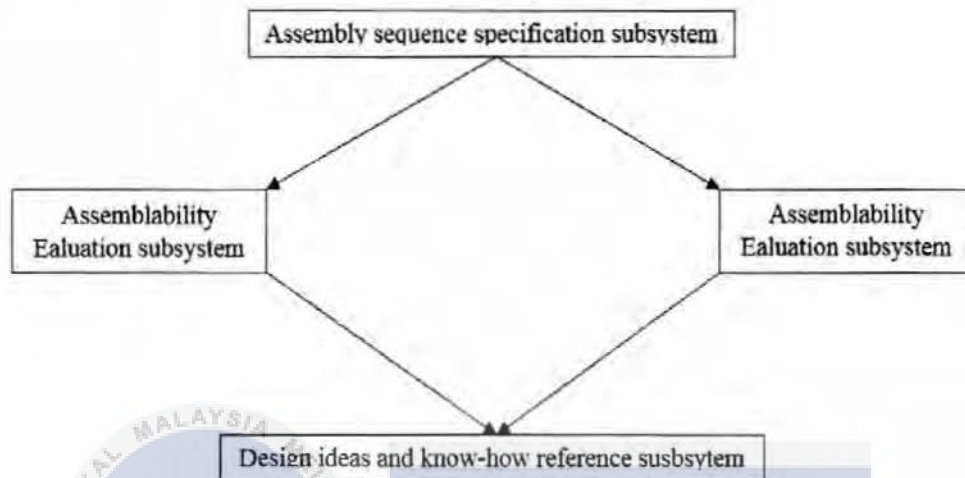 Assembly sequence specification subsystem
Assemblability
Ealuation subsystem
Assemblability
Ealuation subsystem
MALAYSIA
Design ideas and know-how reference susbsytem